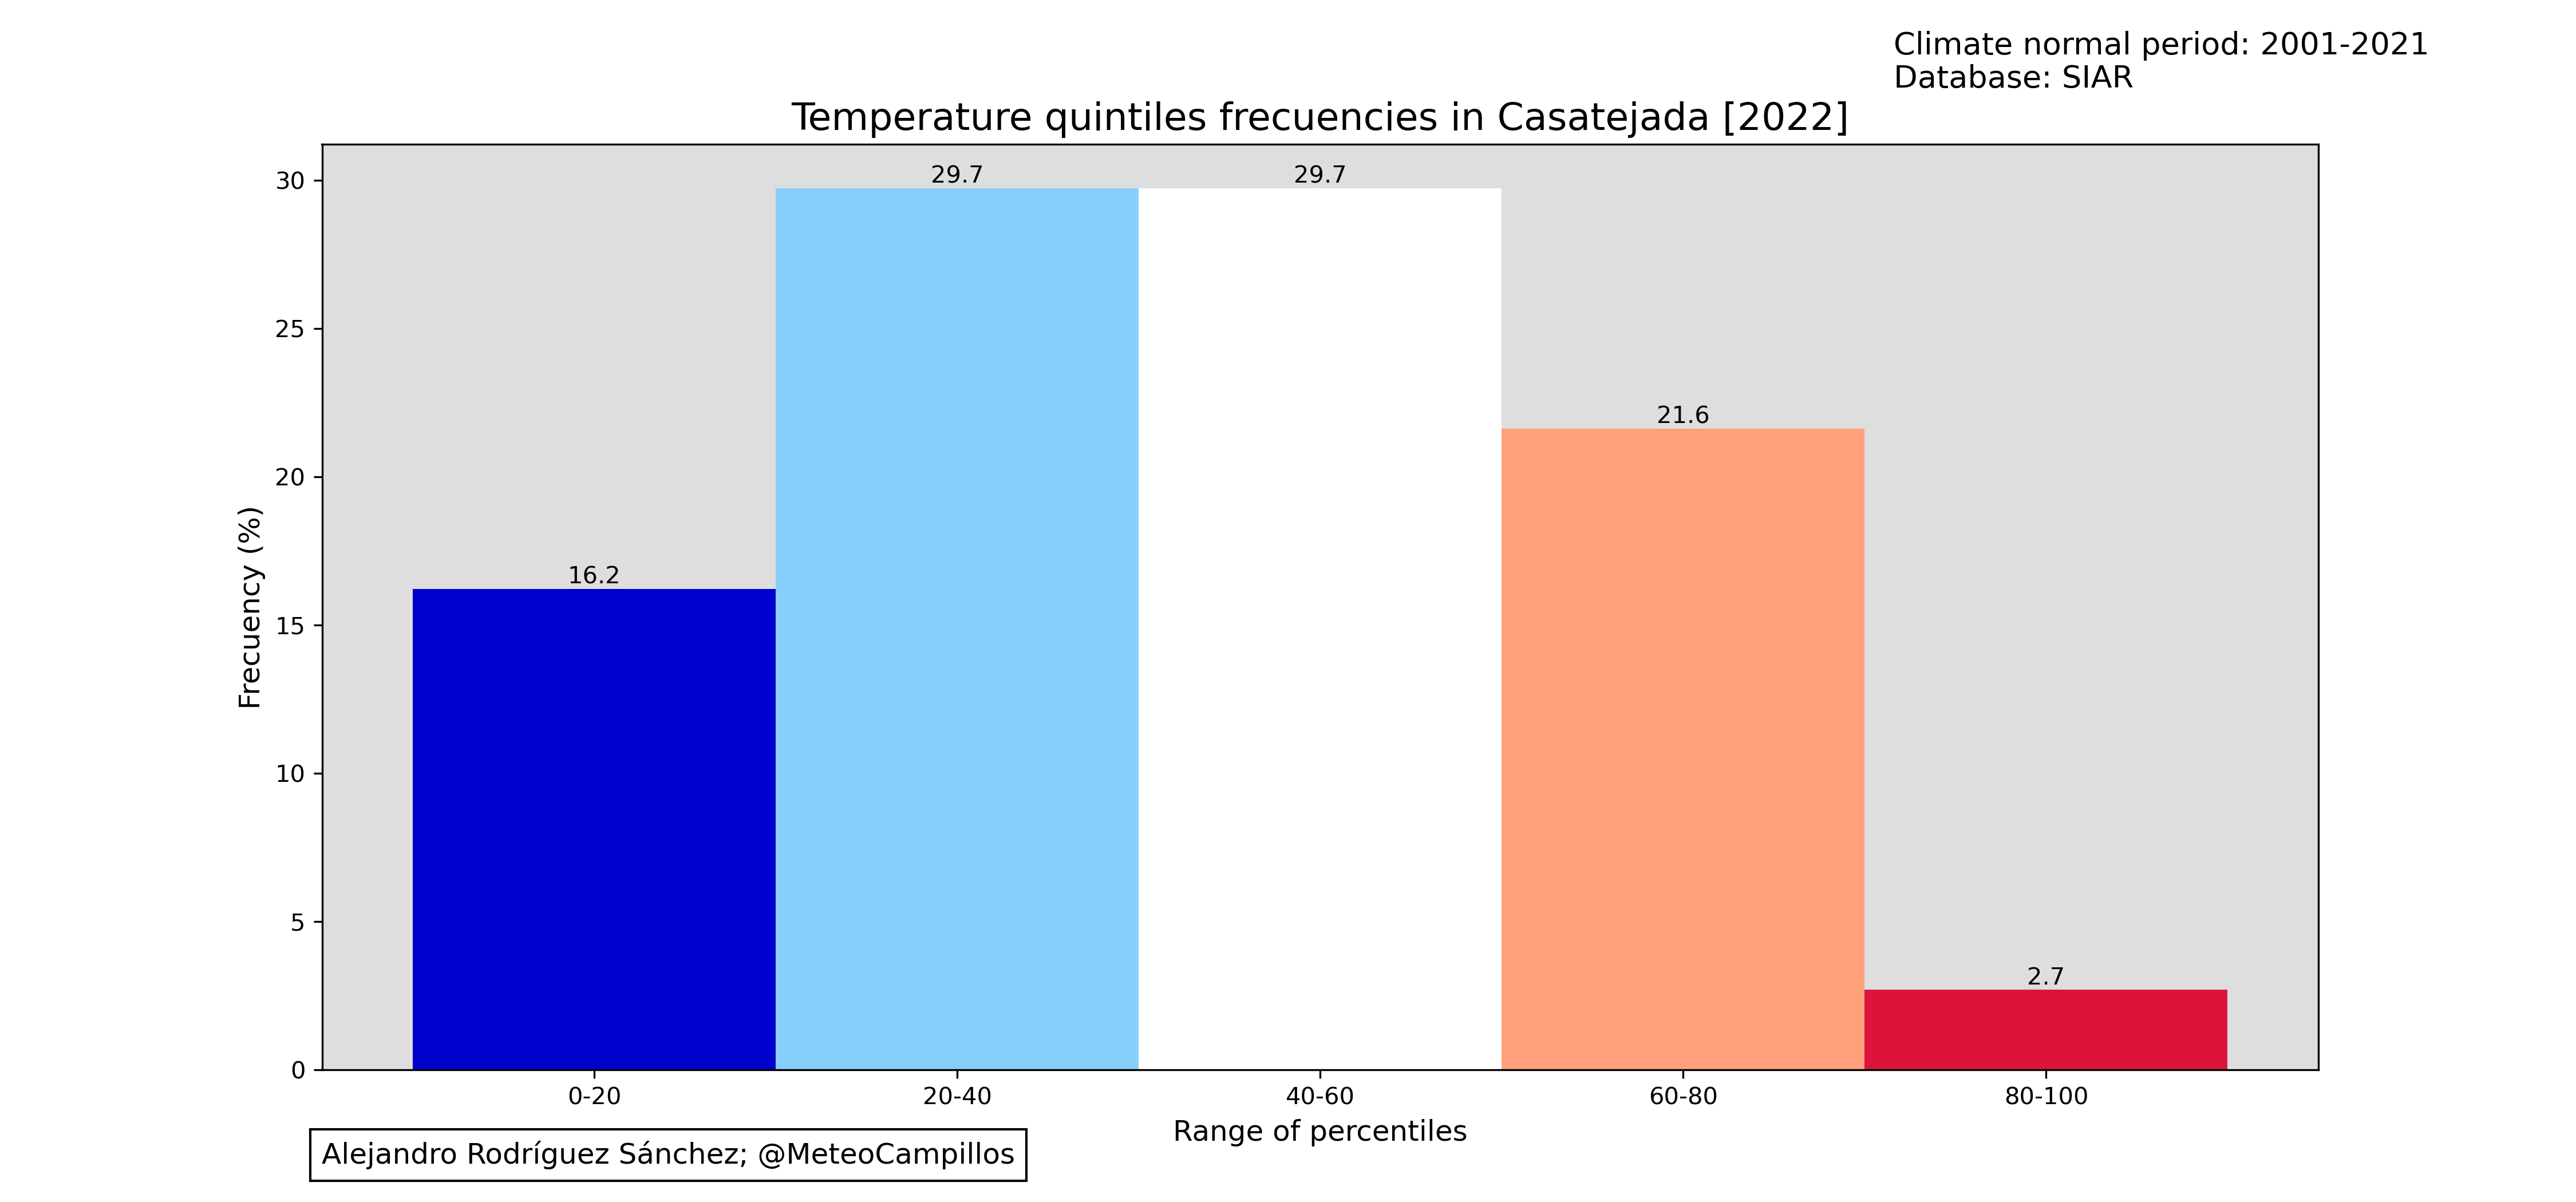 Climate normal period: 2001-2021
Database: SIAR
Temperature quintiles frecuencies in Casatejada [2022]
Frecuency (%)
30
25
20
15
10
5
0
16.2
29.7
29.7
21.6
2.7
0-20
20-40
40-60
60-80
80-100
Range of percentiles
Alejandro Rodríguez Sánchez; @MeteoCampillos